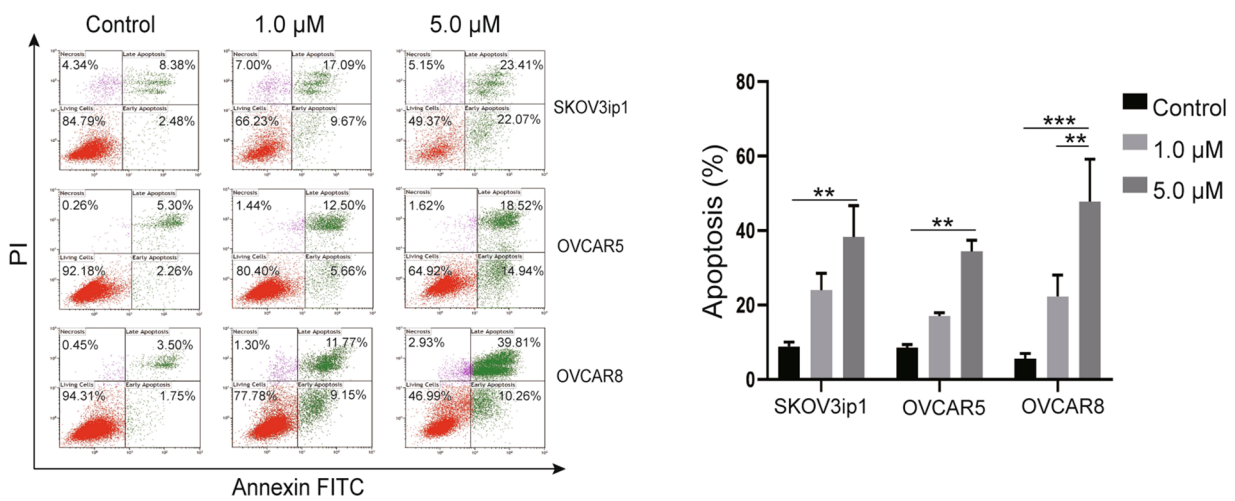 Control 1.0 µM 5.0 µM
Necrosis Late Apoptosis Necrosis Late Apoptosis Necrosis Late Apoptosis
4.34% 8.38% 7.00% 17.09% 5.15% 23.41%
SKOV3ip1
Living Cells Early Apoptosis Living Cells Early Apoptosis Living Cells Early Apoptosis
84.79% 2.48% 66.23% 9.67% 49.37% 22.07%
Necrosis Late Apoptosis Necrosis Late Apoptosis Necrosis Late Apoptosis
0.26% 5.30% 1.44% 12.50% 1.62% 18.52%
OVCAR5
Living Cells Early Apoptosis Living Cells Early Apoptosis Living Cells Early Apoptosis
92.18% 2.26% 80.40% 5.66% 64.92% 14.94%
Necrosis Late Apoptosis Necrosis Late Apoptosis Necrosis Late Apoptosis
0.45% 3.50% 1.30% 11.77% 2.93% 39.81%
OVCAR8
Living Cells Early Apoptosis Living Cells Early Apoptosis Living Cells Early Apoptosis
94.31% 1.75% 77.78% 9.15% 46.99% 10.26%
PI
Annexin FITC
Apoptosis (%)
80
60
40
20
0
** ** *** **
SKOV3ip1 OVCAR5 OVCAR8
Control
1.0 µM
5.0 µM